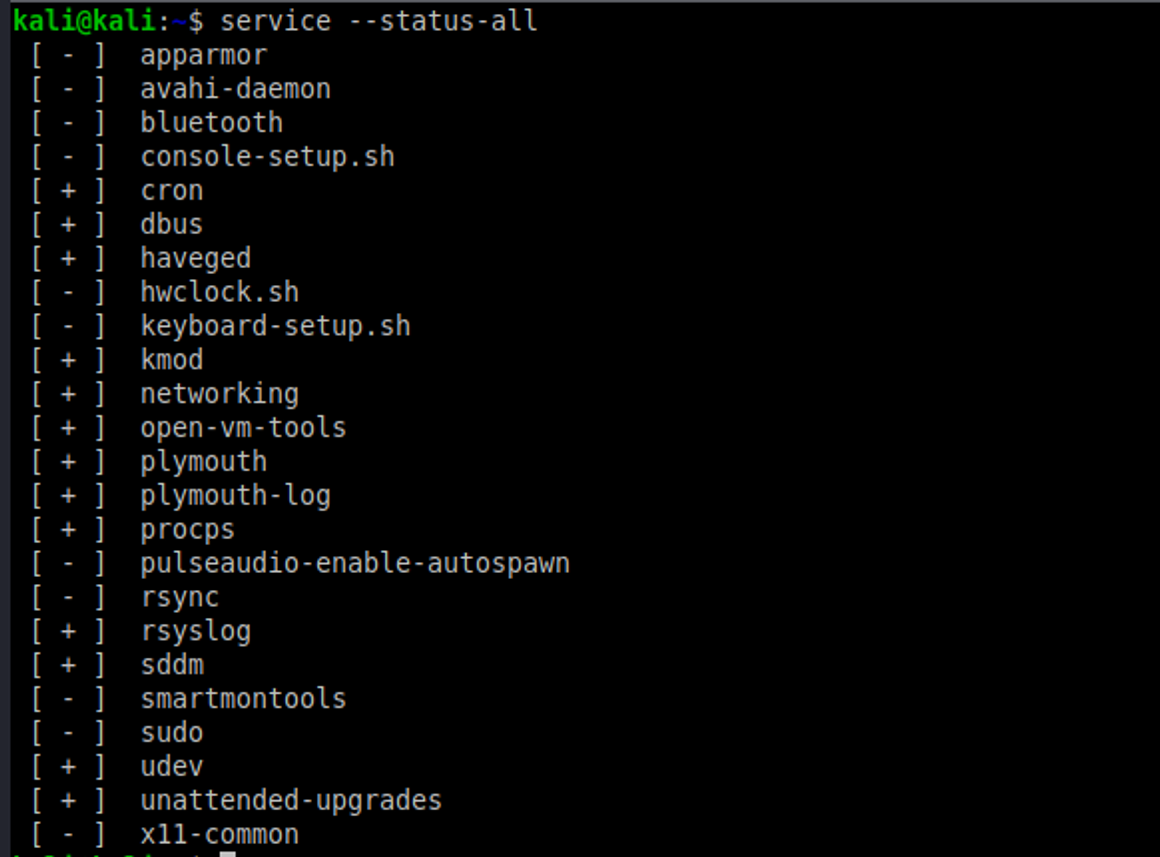 kali@kali:~$ service --status-all
[ - ] apparmor
[ - ] avahi-daemon
[ - ] bluetooth
[ - ] console-setup.sh
[ + ] cron
[ + ] dbus
[ + ] haveged
[ - ] hwclock.sh
[ - ] keyboard-setup.sh
[ + ] kmod
[ + ] networking
[ + ] open-vm-tools
[ + ] plymouth
[ + ] plymouth-log
[ + ] procps
[ - ] pulseaudio-enable-autospawn
[ - ] rsync
[ + ] rsyslog
[ + ] sddm
[ - ] smartmontools
[ - ] sudo
[ + ] udev
[ + ] unattended-upgrades
[ - ] x11-common